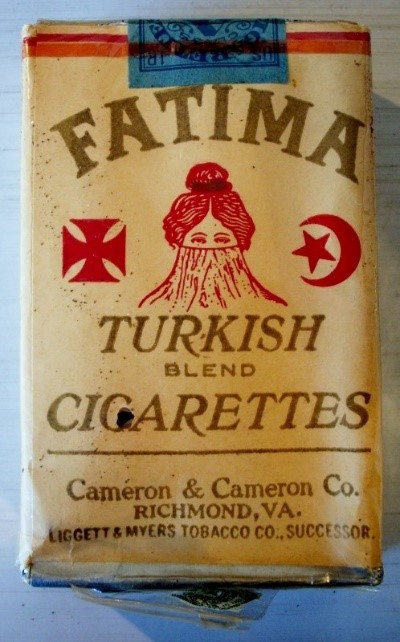 FATIMA
TURKISH
BLEND
CIGARETTES
Cameron & Cameron Co.
RICHMOND, VA.
LIGGETT & MYERS TOBACCO CO., SUCCESSOR.